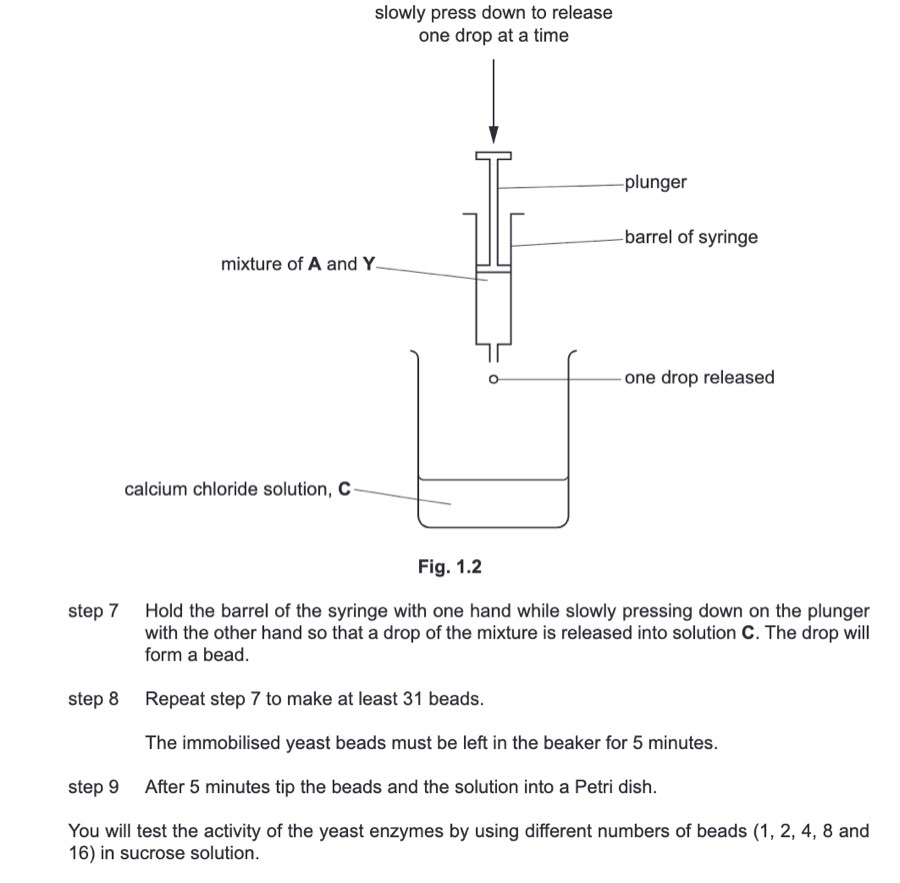 slowly press down to release
one drop at a time
plunger
barrel of syringe
mixture of A and Y
one drop released
calcium chloride solution, C
Fig. 1.2
step 7 Hold the barrel of the syringe with one hand while slowly pressing down on the plunger
with the other hand so that a drop of the mixture is released into solution C. The drop will
form a bead.
step 8 Repeat step 7 to make at least 31 beads.
The immobilised yeast beads must be left in the beaker for 5 minutes.
step 9 After 5 minutes tip the beads and the solution into a Petri dish.
You will test the activity of the yeast enzymes by using different numbers of beads (1, 2, 4, 8 and
16) in sucrose solution.